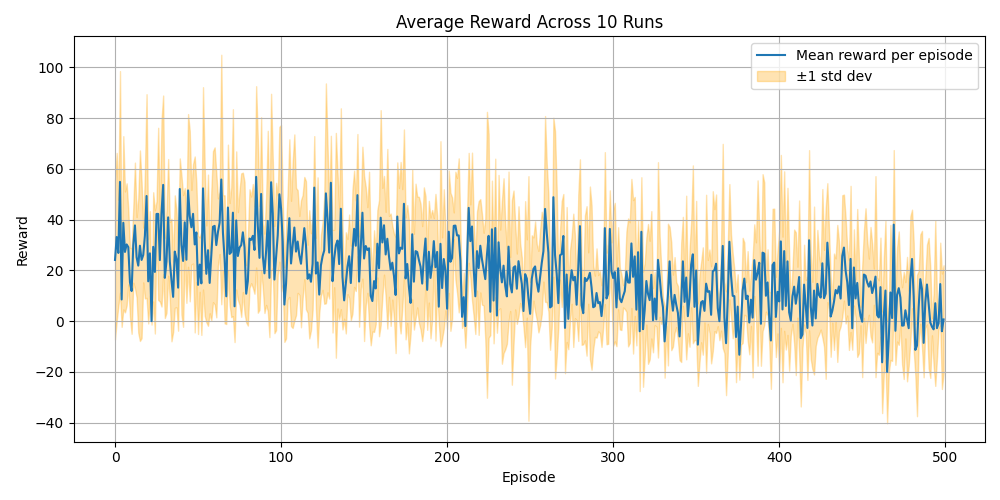 Average Reward Across 10 Runs
Mean reward per episode
±1 std dev
Reward
100
80
60
40
20
0
−20
−40
0 100 200 300 400 500
Episode